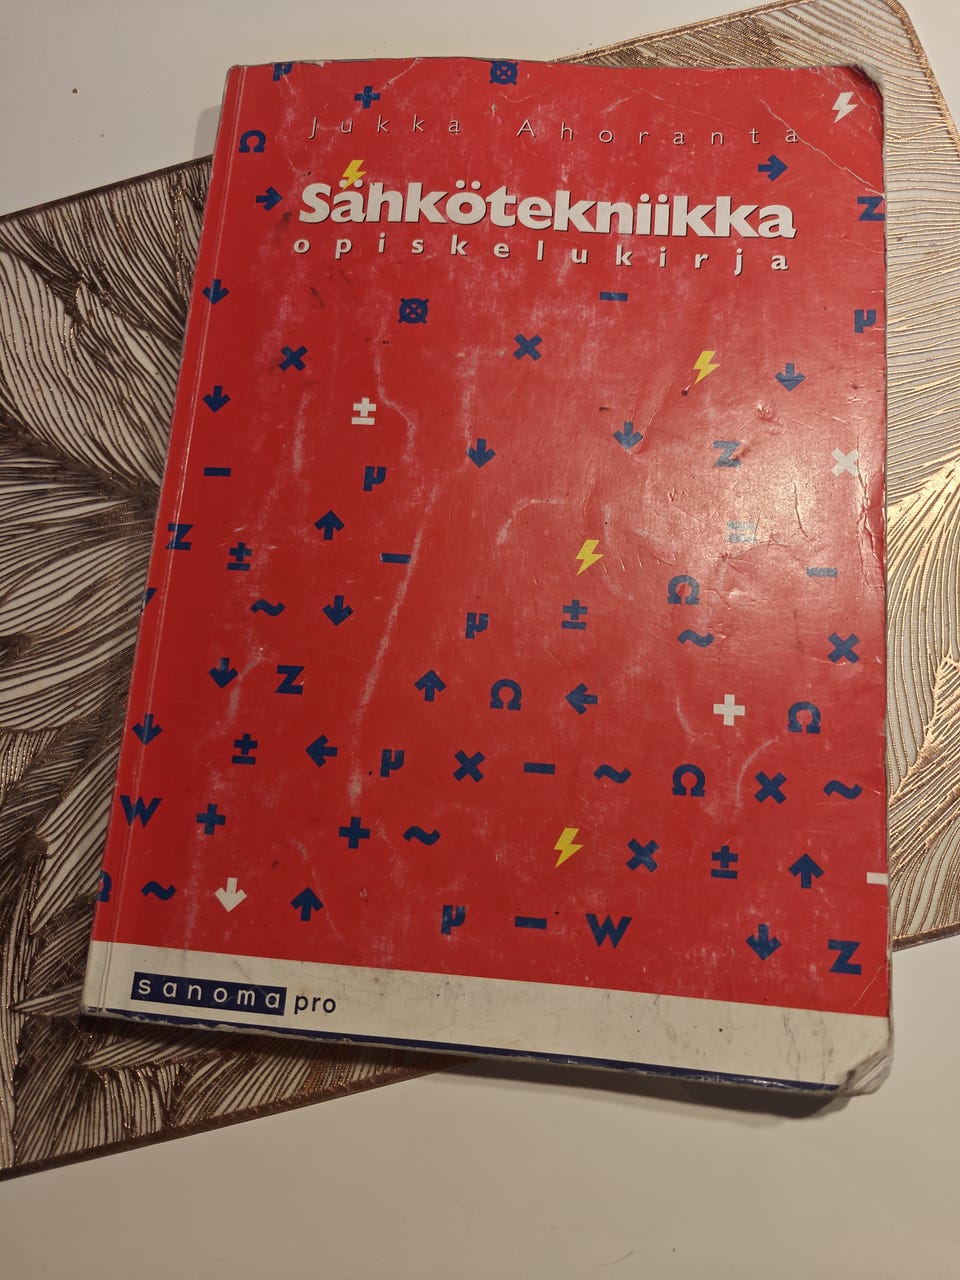 Jukka Ahoranta
Sähkötekniikka
opiskelukirja
sanoma pro